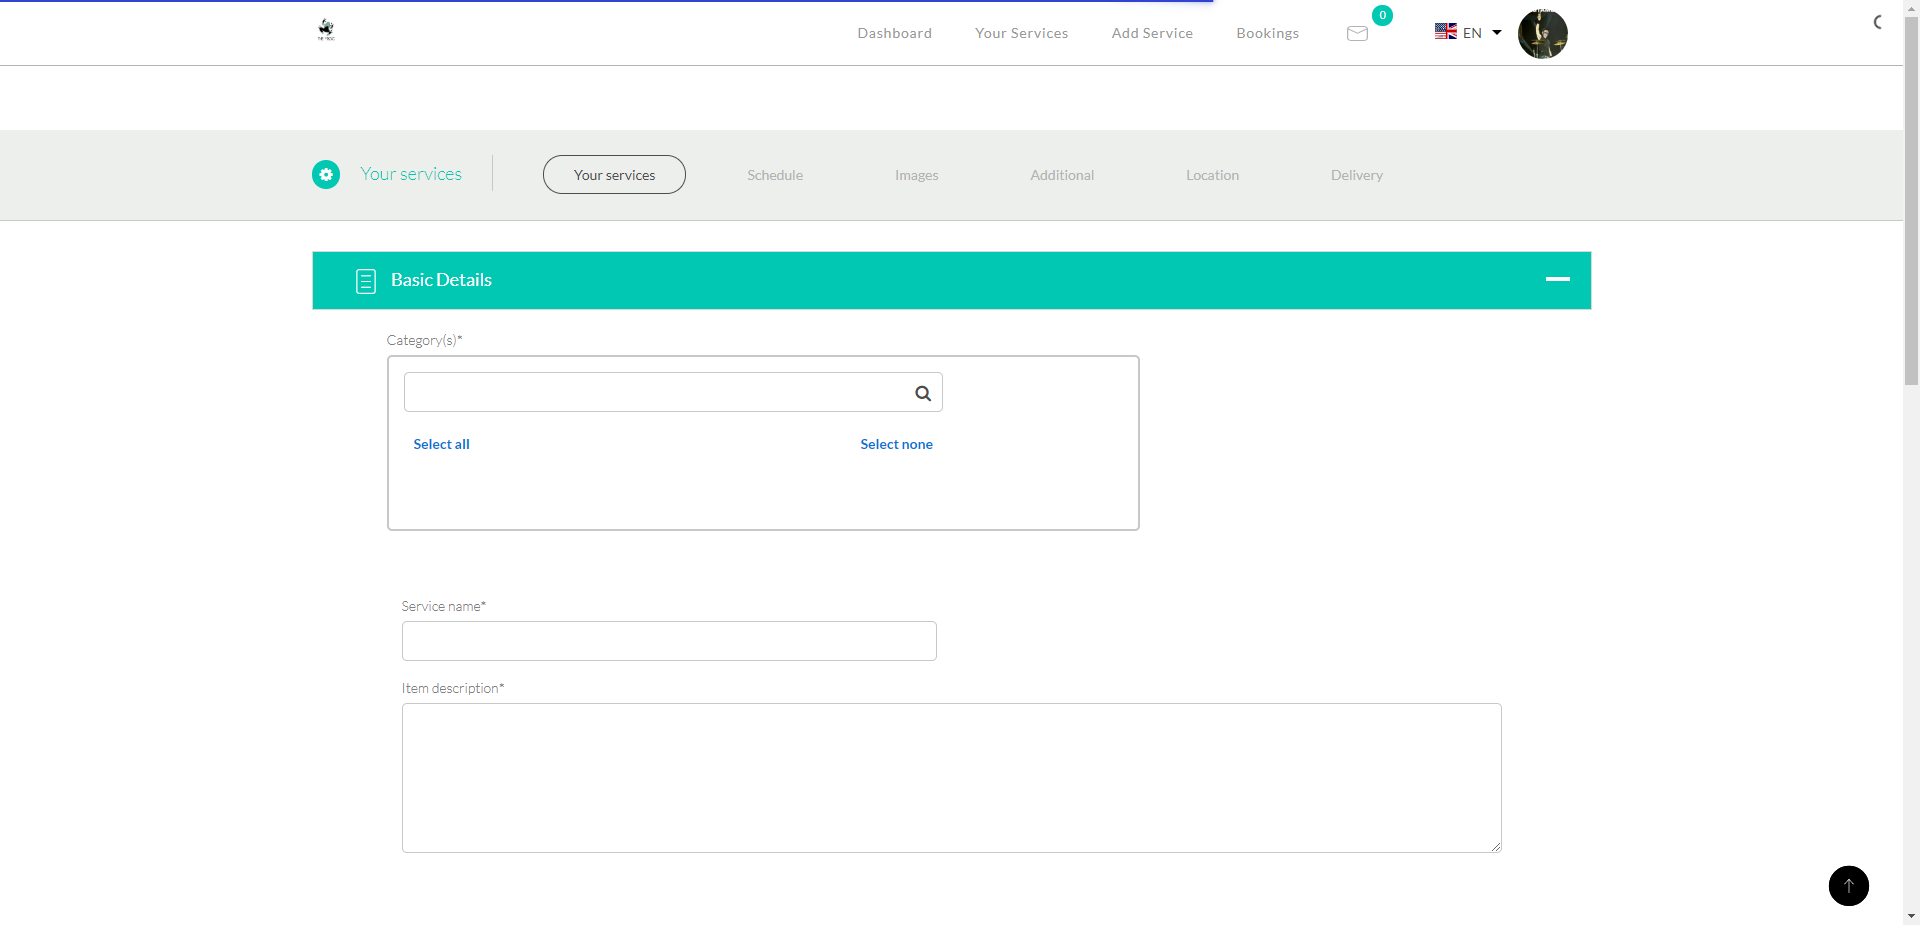 Dashboard Your Services Add Service Bookings 0 EN
Your services Your services Schedule Images Additional Location Delivery
Basic Details
Category(s)*
Select all Select none
Service name*
Item description*